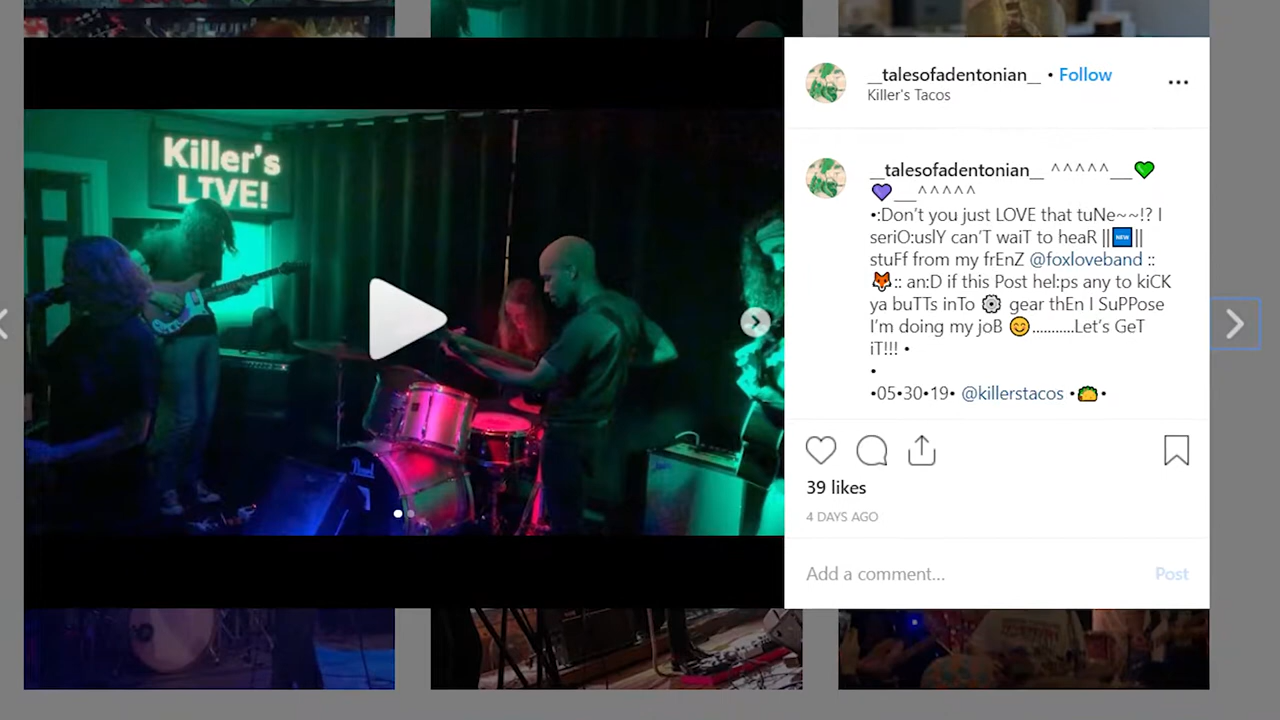 Killer's
LIVE!
Pearl
__talesofadentonian__ • Follow
Killer's Tacos
__talesofadentonian__ ^^^^^__💚
💜__^^^^^
•:Don't you just LOVE that tuNe~~!? I
seriO:uslY can'T waiT to heaR ||🆕||
stuFf from my frEnZ @foxloveband ::
🦊:: an:D if this Post hel:ps any to kiCK
ya buTTs inTo ⚙️ gear thEn I SuPPose
I'm doing my joB 😊...........Let's GeT
iT!!! •
•
•05•30•19• @killerstacos •🌮•
39 likes
4 DAYS AGO
Add a comment... Post